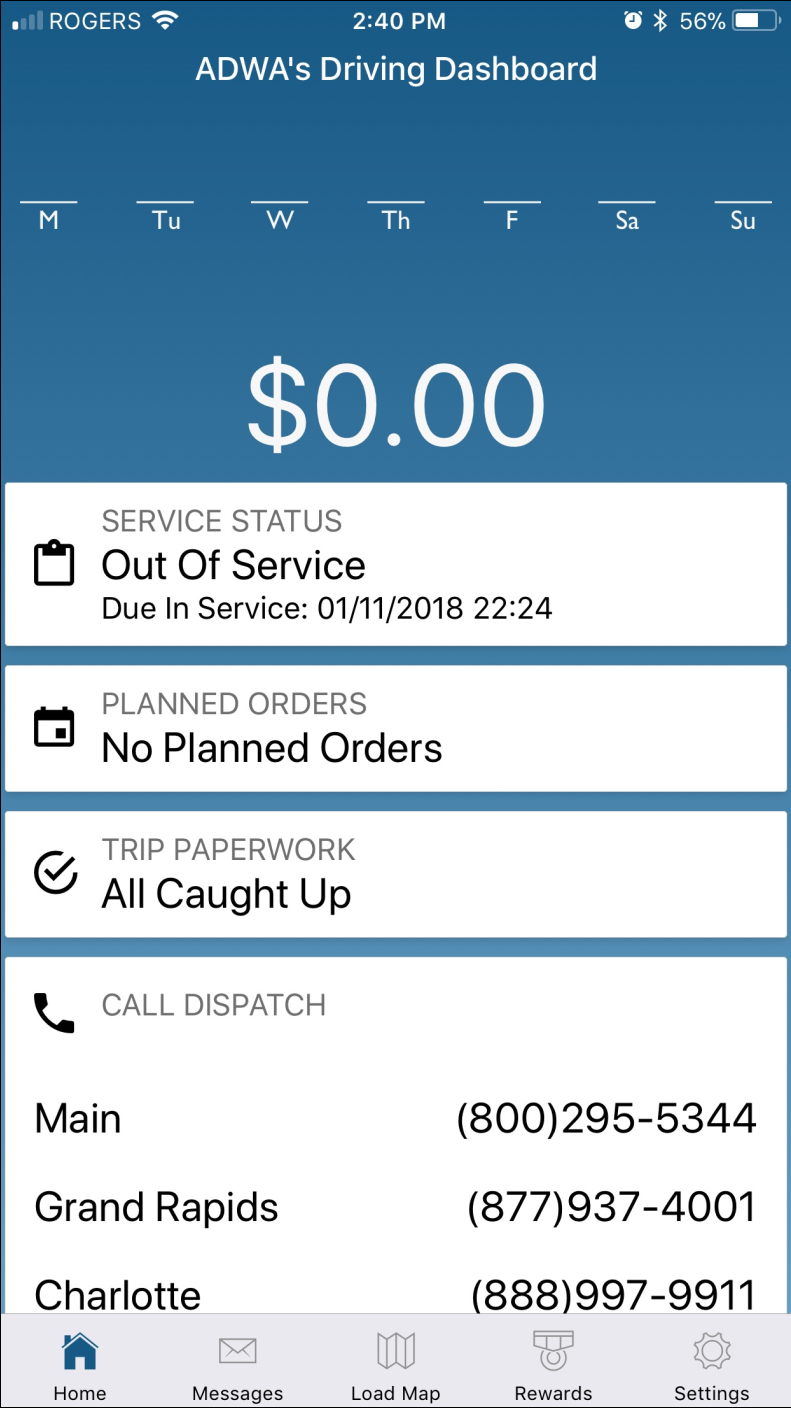 ROGERS 2:40 PM 56%
ADWA's Driving Dashboard
M Tu W Th F Sa Su
$0.00
SERVICE STATUS
Out Of Service
Due In Service: 01/11/2018 22:24
PLANNED ORDERS
No Planned Orders
TRIP PAPERWORK
All Caught Up
CALL DISPATCH
Main (800)295-5344
Grand Rapids (877)937-4001
Charlotte (888)997-9911
Home Messages Load Map Rewards Settings